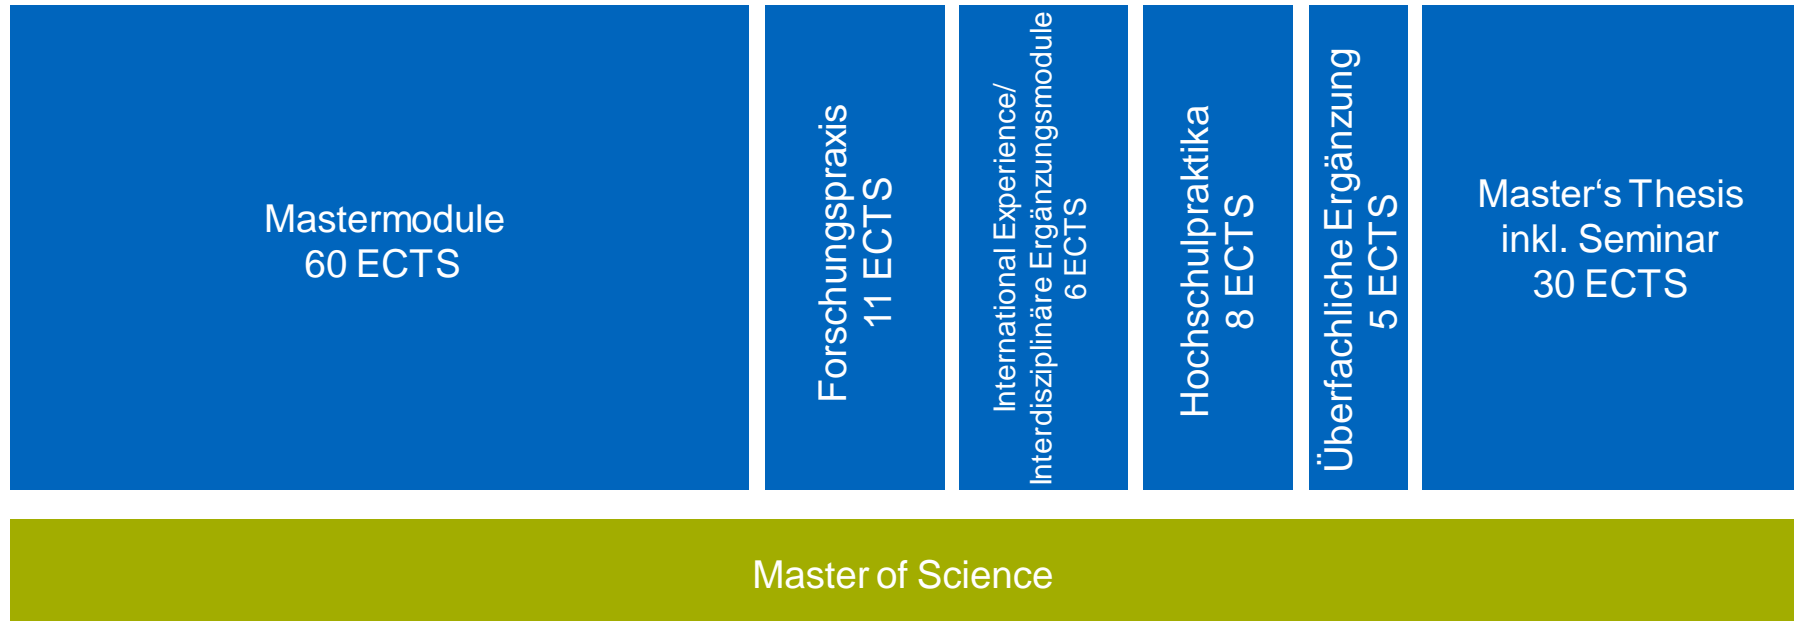 Mastermodule
60 ECTS
Forschungspraxis
11 ECTS
International Experience/
Interdisziplinäre Ergänzungsmodule
6 ECTS
Hochschulpraktika
8 ECTS
Überfachliche Ergänzung
5 ECTS
Master‘s Thesis
inkl. Seminar
30 ECTS
Master of Science